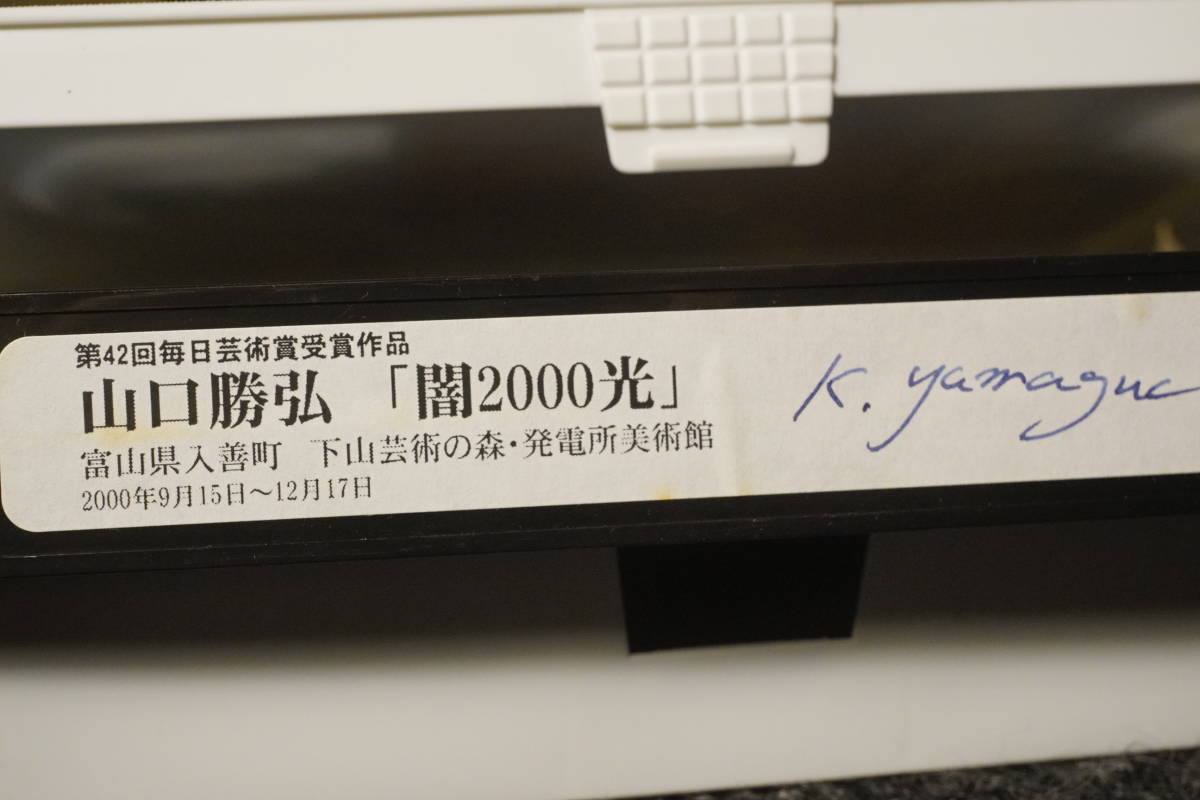 第42回毎日芸術賞受賞作品
山口勝弘 「闇2000光」
富山県入善町 下山芸術の森・発電所美術館
2000年9月15日～12月17日
K. yamaguc